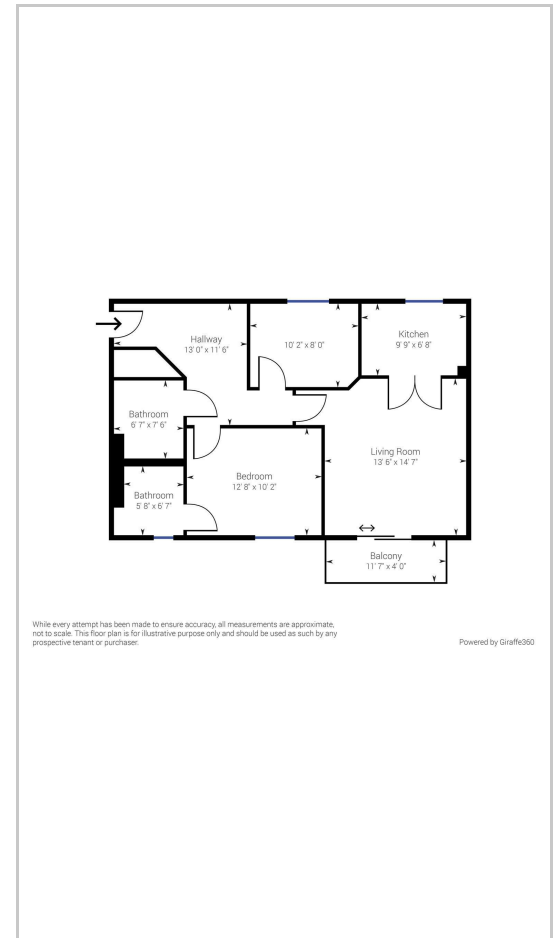 Hallway
13' 0" x 11' 6"
10' 2" x 8' 0"
Kitchen
9' 9" x 6' 8"
Bathroom
6' 7" x 7' 6"
Living Room
13' 6" x 14' 7"
Bedroom
12' 8" x 10' 2"
Bathroom
5' 8" x 6' 7"
Balcony
11' 7" x 4' 0"
While every attempt has been made to ensure accuracy, all measurements are approximate,
not to scale. This floor plan is for illustrative purpose only and should be used as such by any
prospective tenant or purchaser.
Powered by Giraffe360